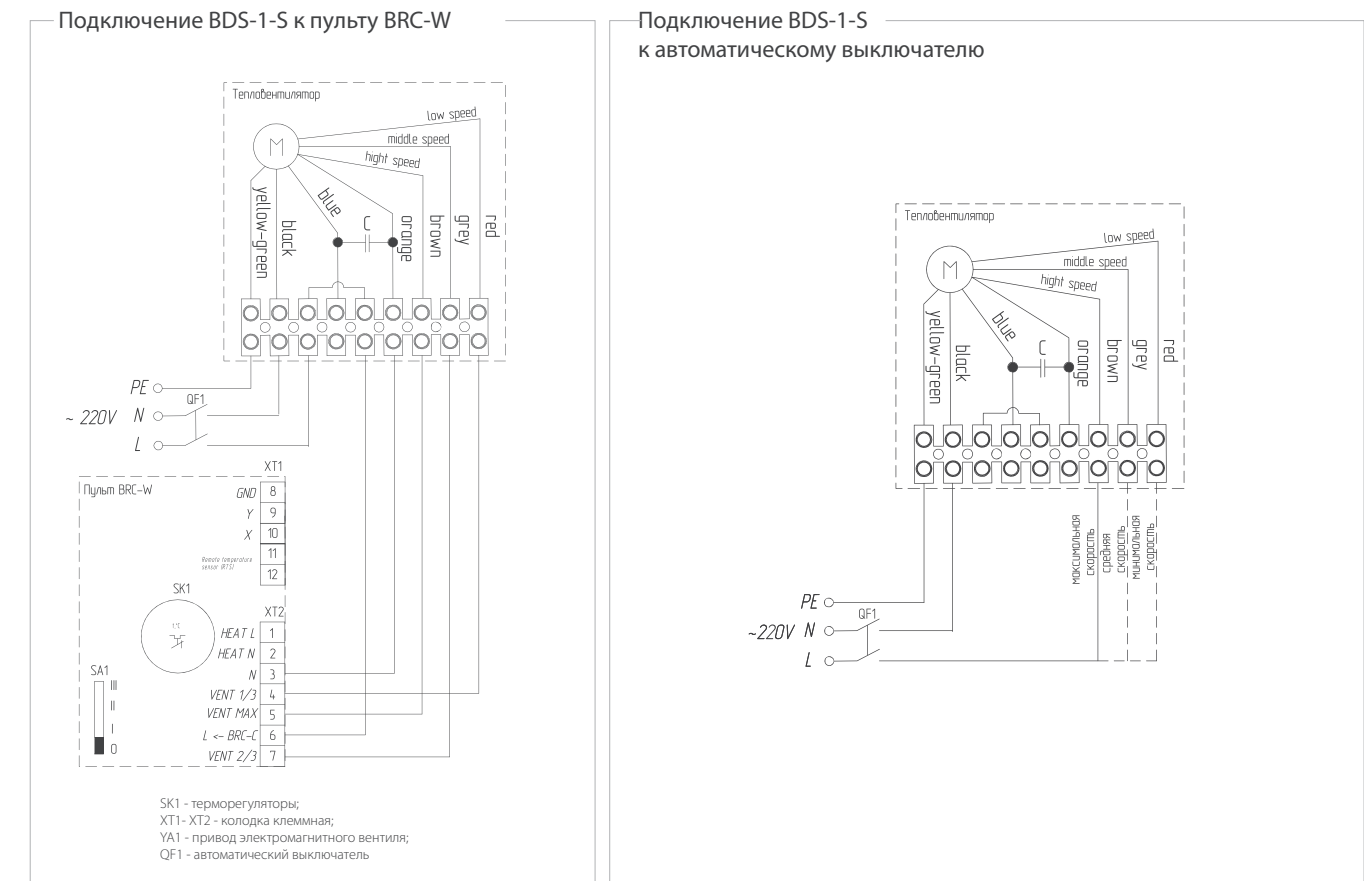 Подключение BDS-1-S к пульту BRC-W
Тепловентилятор
low speed
middle speed
hight speed
M
yellow-green
black
blue
C
orange
brown
grey
red
PE
QF1
~ 220V N
L
XT1
Пульт BRC-W
GND 8
Y 9
X 10
Remote temperature 11
sensor (RTS)
12
SK1
t°C
XT2
HEAT L 1
HEAT N 2
N 3
SA1
VENT 1/3 4
III
II
VENT MAX 5
I
L <- BRC-C 6
0
VENT 2/3 7
SK1 - терморегуляторы;
XT1- XT2 - колодка клеммная;
YA1 - привод электромагнитного вентиля;
QF1 - автоматический выключатель
Подключение BDS-1-S
к автоматическому выключателю
Тепловентилятор
low speed
middle speed
hight speed
M
yellow-green
black
blue
C
orange
brown
grey
red
максимальная
скорость
средняя
скорость
минимальная
скорость
PE
QF1
~220V N
L